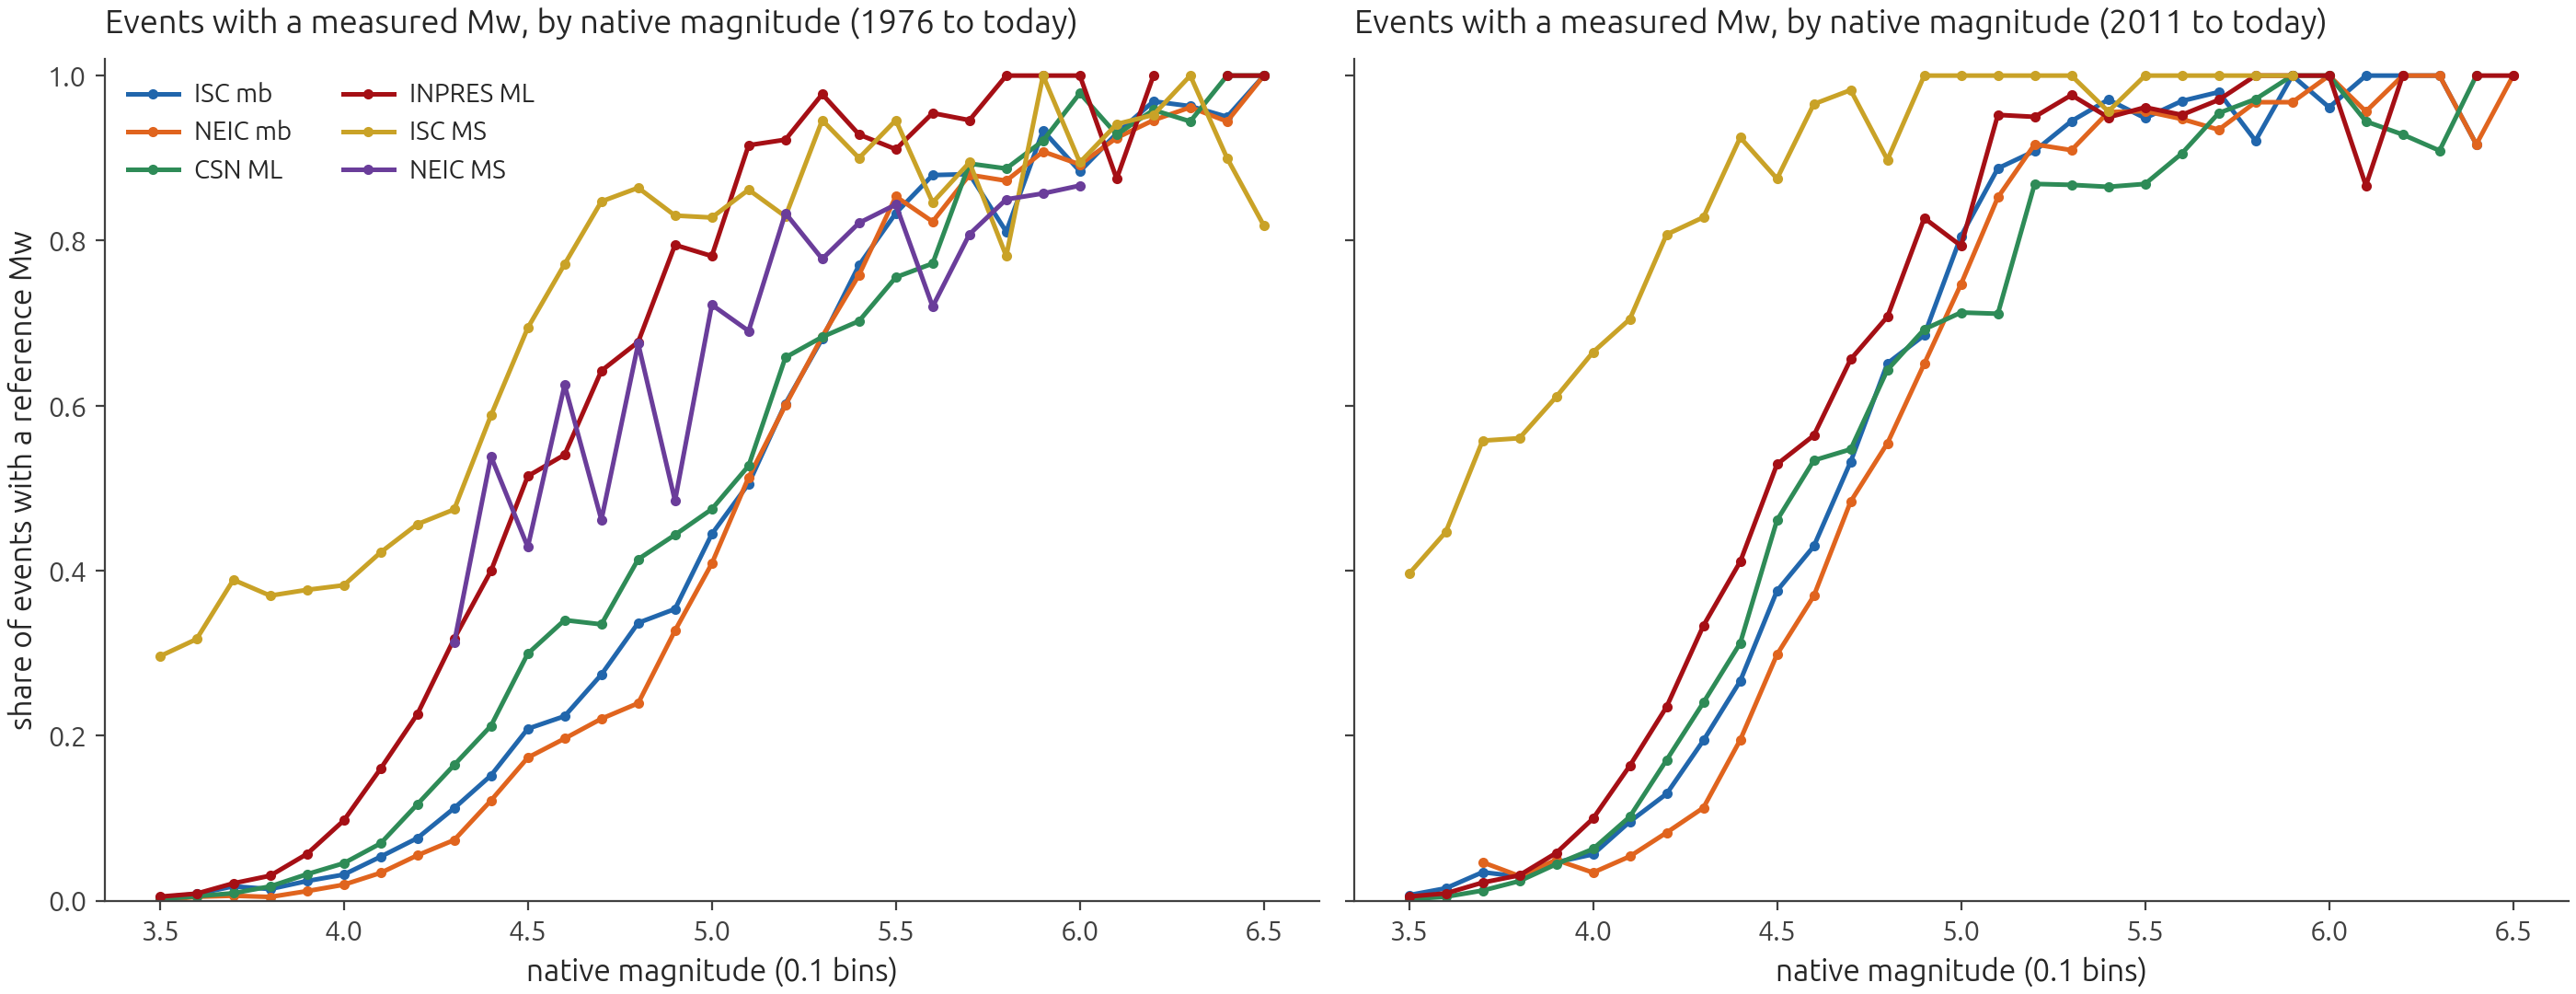 Events with a measured Mw, by native magnitude (1976 to today)
Events with a measured Mw, by native magnitude (2011 to today)
share of events with a reference Mw
1.0
0.8
0.6
0.4
0.2
0.0
ISC mb
NEIC mb
CSN ML
INPRES ML
ISC MS
NEIC MS
3.5 4.0 4.5 5.0 5.5 6.0 6.5
native magnitude (0.1 bins)
3.5 4.0 4.5 5.0 5.5 6.0 6.5
native magnitude (0.1 bins)